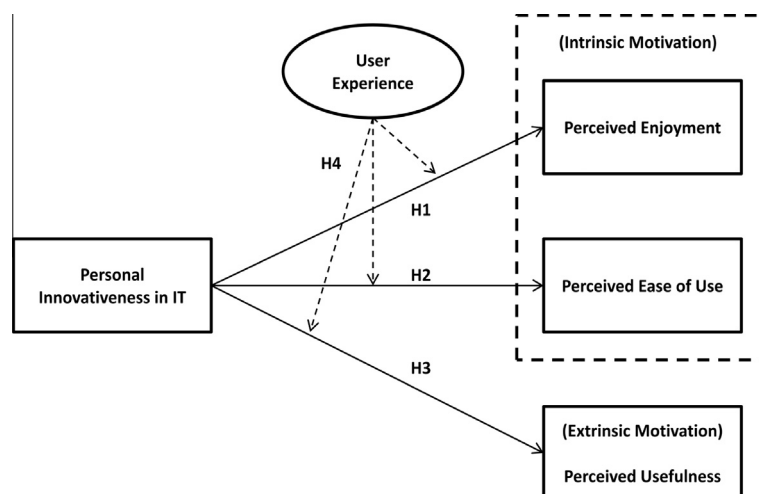 (Intrinsic Motivation)
User
Experience
Perceived Enjoyment
H4
H1
Personal
Innovativeness in IT
H2
Perceived Ease of Use
H3
(Extrinsic Motivation)
Perceived Usefulness